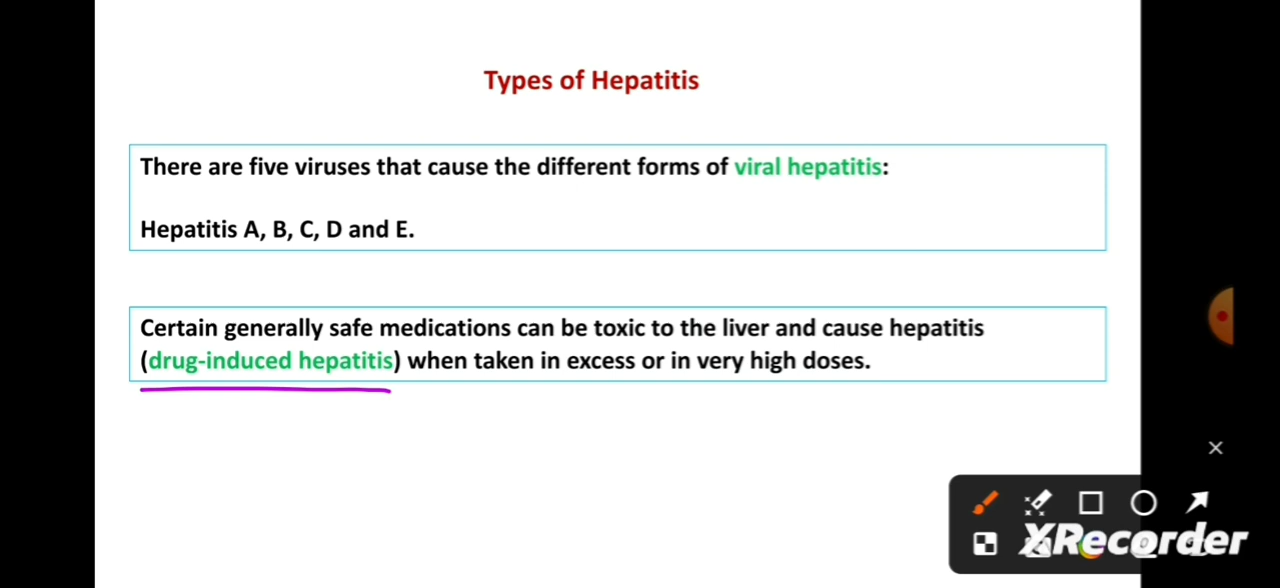 Types of Hepatitis
There are five viruses that cause the different forms of viral hepatitis:
Hepatitis A, B, C, D and E.
Certain generally safe medications can be toxic to the liver and cause hepatitis
(drug-induced hepatitis) when taken in excess or in very high doses.
XRecorder